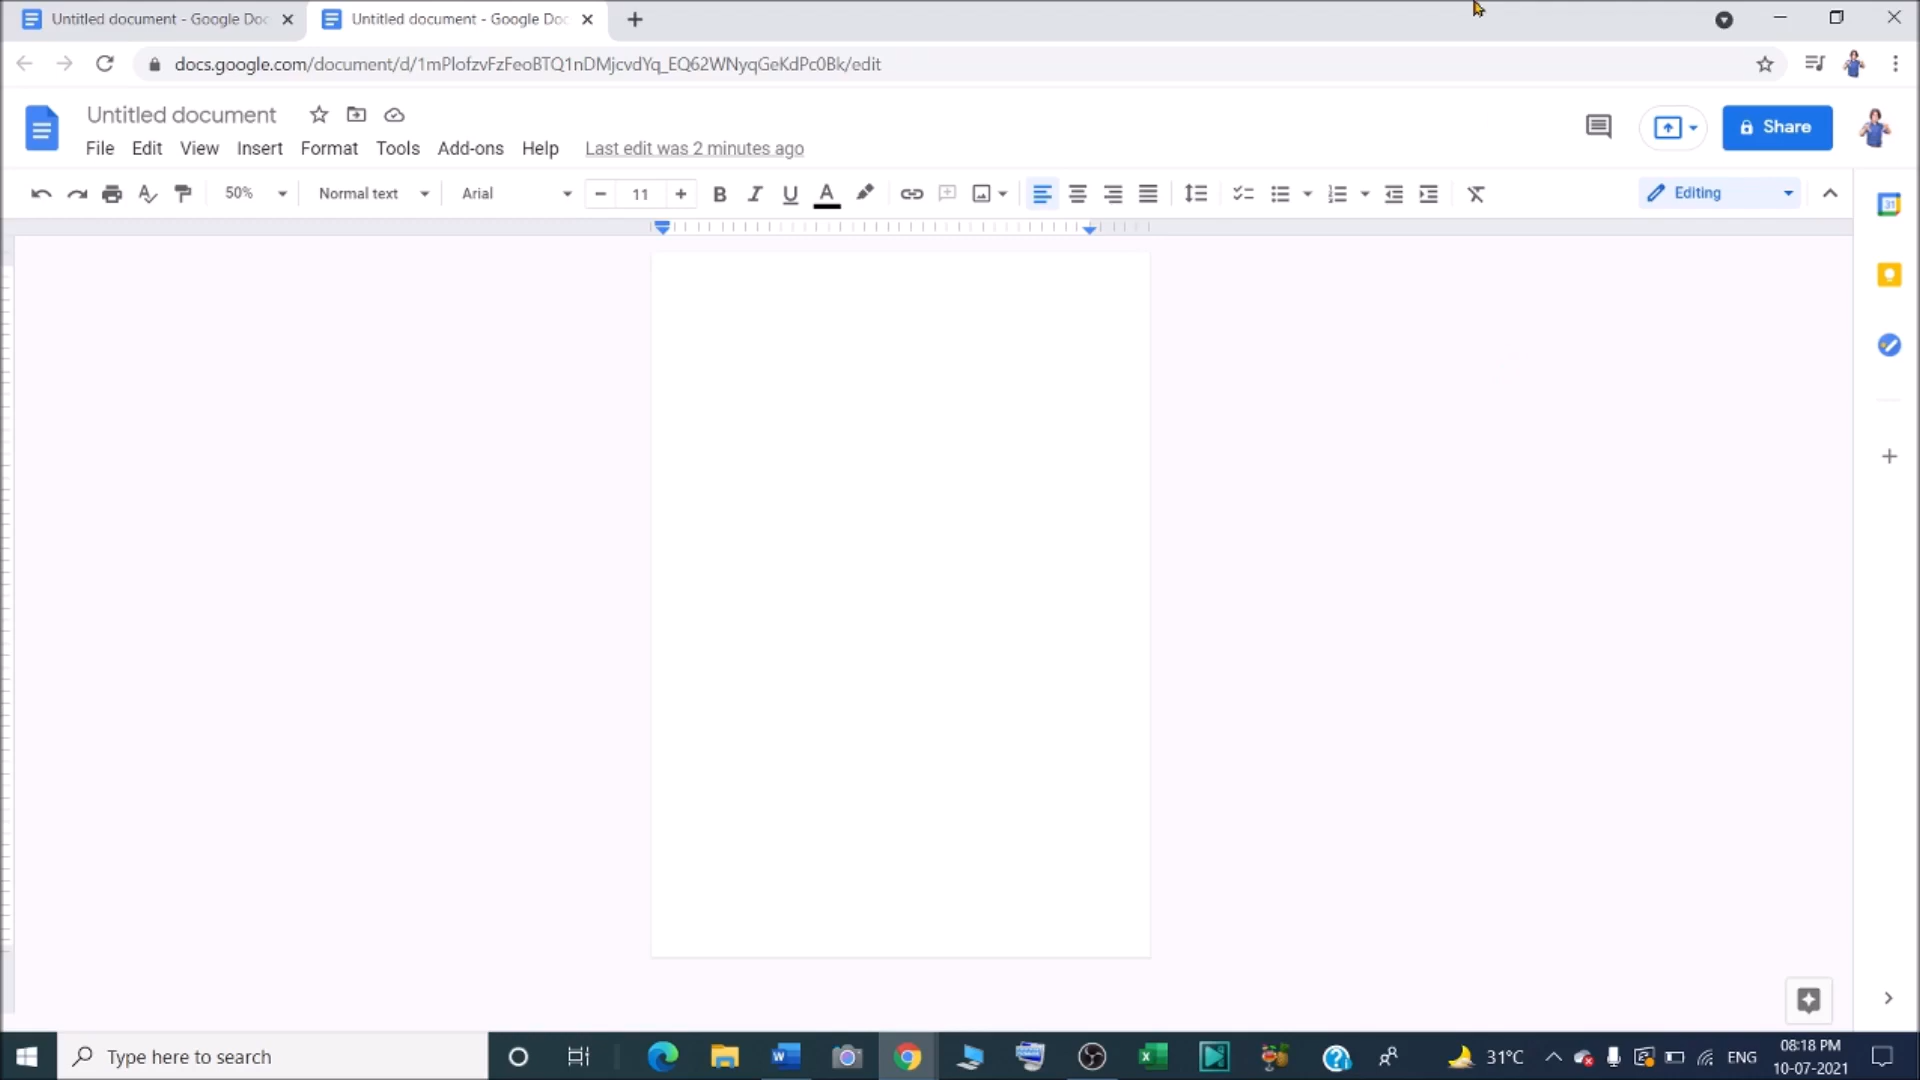 Untitled document - Google Doc
Untitled document - Google Doc
docs.google.com/document/d/1mPlofzvFzFeoBTQ1nDMjcvdYq_EQ62WNyqGeKdPc0Bk/edit
Untitled document
Share
File Edit View Insert Format Tools Add-ons Help Last edit was 2 minutes ago
50% Normal text Arial 11 B I U A Editing
31
Type here to search
31°C ENG
08:18 PM
10-07-2021